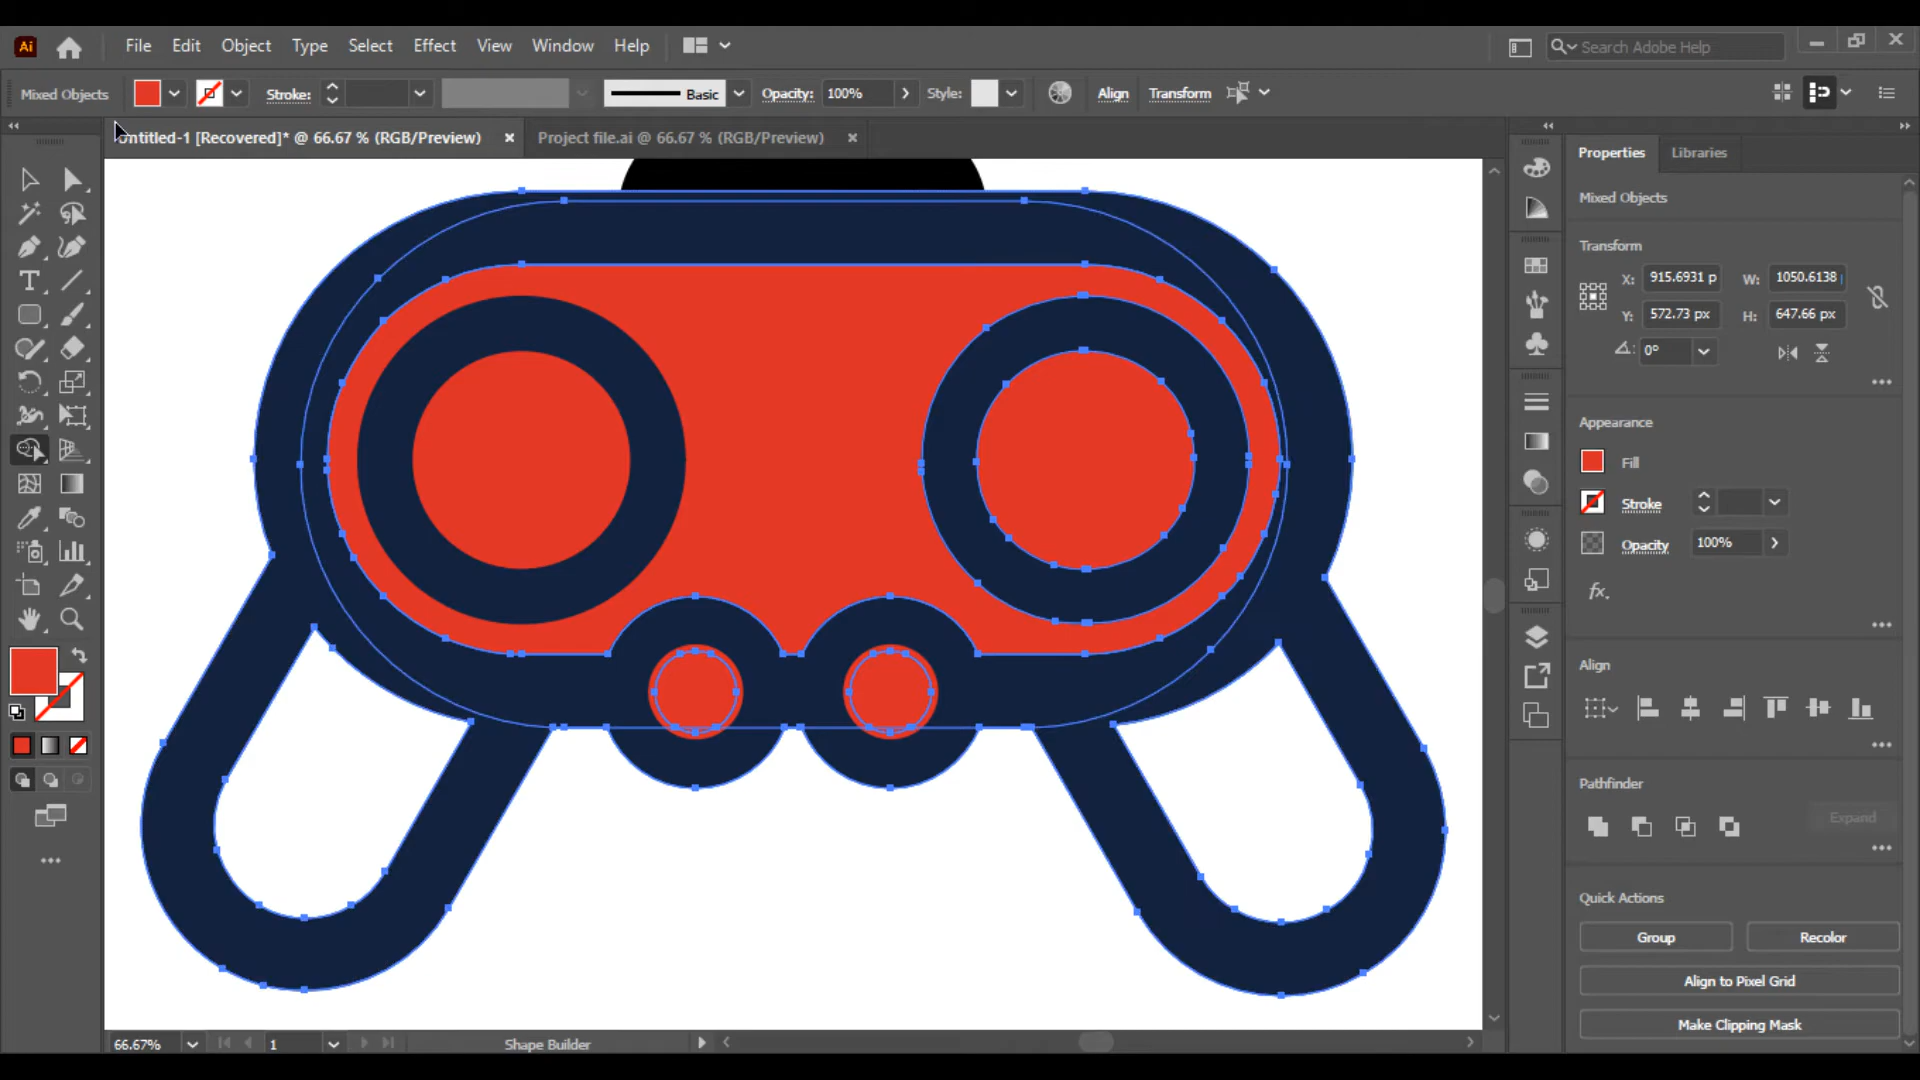 Ai File Edit Object Type Select Effect View Window Help Search Adobe Help
Mixed Objects Stroke: Basic Opacity: 100% Style: Align Transform
Untitled-1 [Recovered]* @ 66.67 % (RGB/Preview) × Project file.ai @ 66.67 % (RGB/Preview) ×
Properties Libraries
Mixed Objects
Transform
X: 915.6931 p W: 1050.6138
Y: 572.73 px H: 647.66 px
0°
Appearance
Fill
Stroke
Opacity 100%
fx.
Align
Pathfinder
Expand
Quick Actions
Group Recolor
Align to Pixel Grid
Make Clipping Mask
66.67% 1 Shape Builder